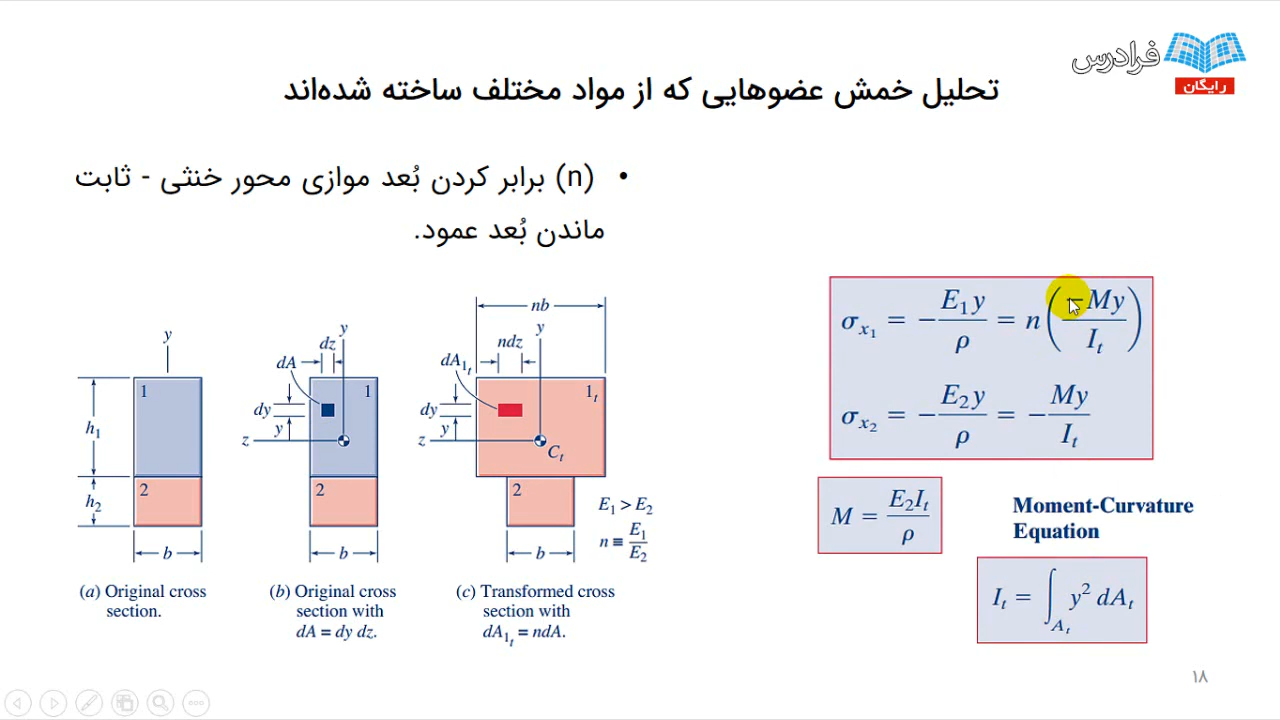 فرادرس
رایگان
تحلیل خمش عضوهایی که از مواد مختلف ساخته شده‌اند
• (n) برابر کردن بُعد موازی محور خنثی - ثابت
ماندن بُعد عمود.
σx₁ = − E₁y / ρ = n( −My / Iₜ )
σx₂ = − E₂y / ρ = − My / Iₜ
M = E₂Iₜ / ρ
Moment-Curvature
Equation
Iₜ = ∫Aₜ y² dAₜ
y
1
h₁
2
h₂
b
(a) Original cross
section.
y
dz
dA
1
dy
y
z
2
b
(b) Original cross
section with
dA = dy dz.
nb
y
ndz
dA₁ₜ
1ₜ
dy
y
z
Cₜ
2
b
E₁ > E₂
n ≡ E₁ / E₂
(c) Transformed cross
section with
dA₁ₜ = ndA.
۱۸